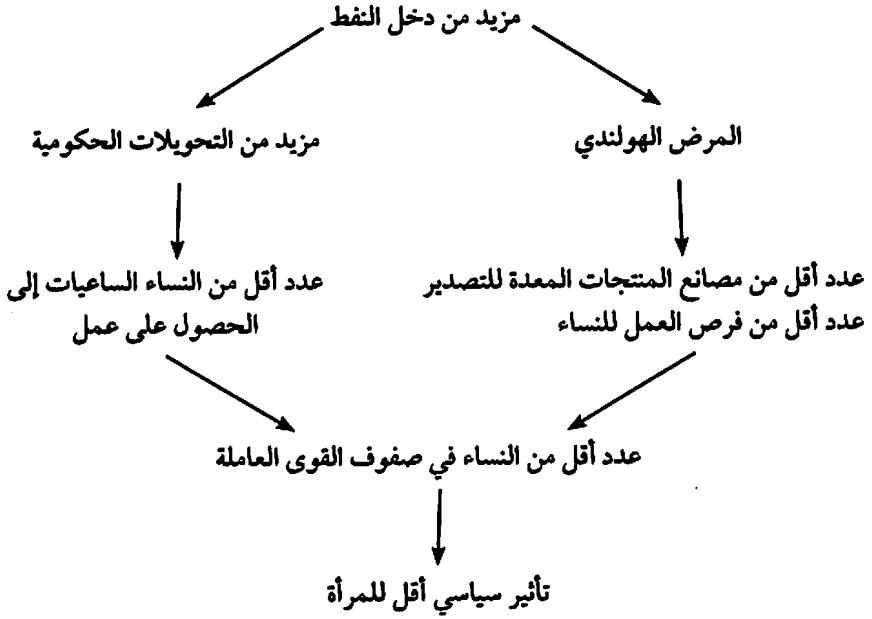 مزيد من دخل النفط
المرض الهولندي
مزيد من التحويلات الحكومية
عدد أقل من مصانع المنتجات المعدة للتصدير
عدد أقل من فرص العمل للنساء
عدد أقل من النساء الساعيات إلى
الحصول على عمل
عدد أقل من النساء في صفوف القوى العاملة
تأثير سياسي أقل للمرأة